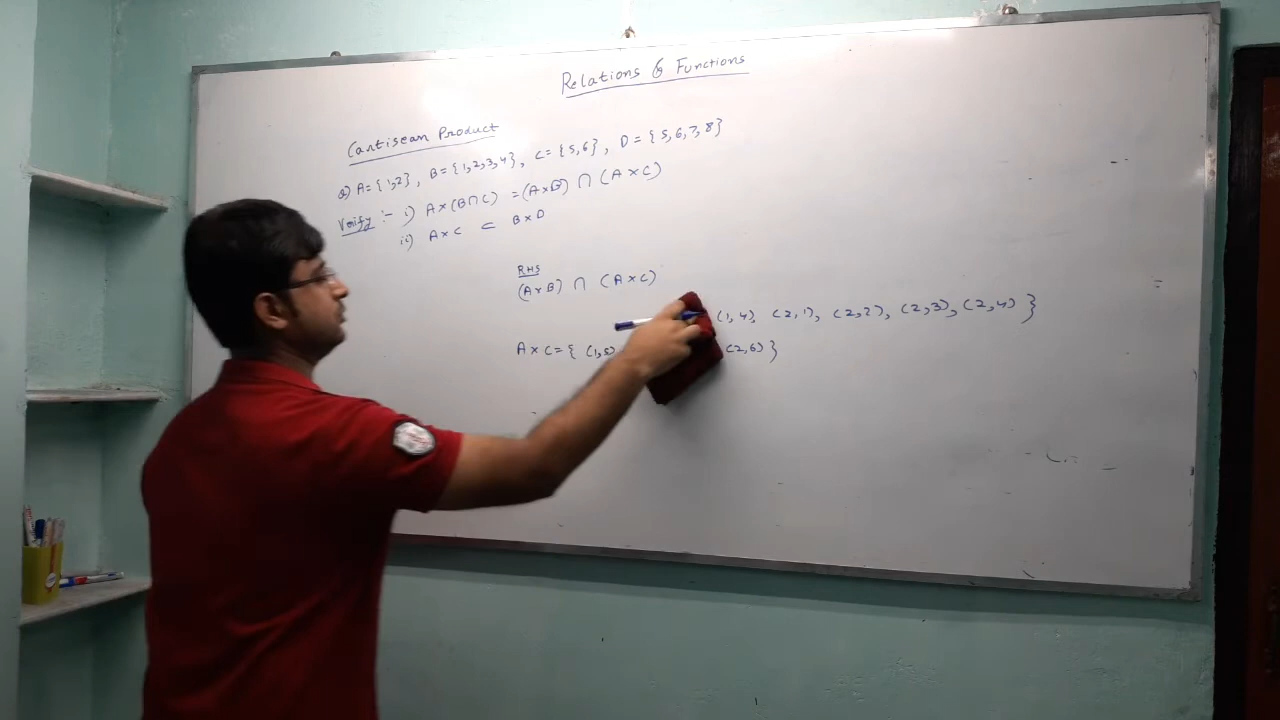 Relations & Functions
Cartisean Product
Q) A = {1,2}, B = {1,2,3,4}, C = {5,6}, D = {5,6,7,8}
Verify :- i) A×(B∩C) = (A×B) ∩ (A×C)
ii) A×C ⊂ B×D
RHS
(A×B) ∩ (A×C)
(1,4), (2,1), (2,2), (2,3), (2,4) }
A×C = { (1,5) (2,6) }